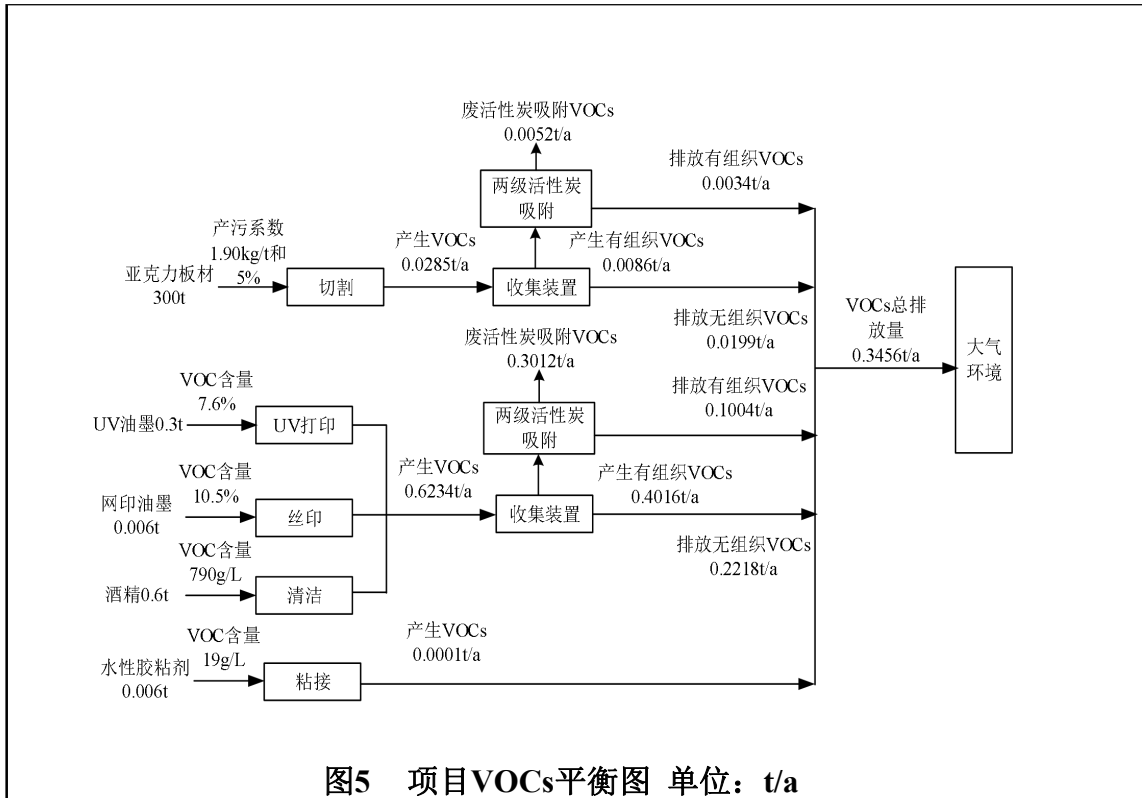 废活性炭吸附VOCs
0.0052t/a
两级活性炭
吸附
排放有组织VOCs
0.0034t/a
产污系数
1.90kg/t和
5%
亚克力板材
300t
切割
产生VOCs
0.0285t/a
收集装置
产生有组织VOCs
0.0086t/a
排放无组织VOCs
0.0199t/a
VOCs总排
放量
0.3456t/a
大气
环境
废活性炭吸附VOCs
0.3012t/a
两级活性炭
吸附
排放有组织VOCs
0.1004t/a
VOC含量
7.6%
UV油墨0.3t
UV打印
VOC含量
10.5%
网印油墨
0.006t
丝印
产生VOCs
0.6234t/a
收集装置
产生有组织VOCs
0.4016t/a
排放无组织VOCs
0.2218t/a
VOC含量
790g/L
酒精0.6t
清洁
VOC含量
19g/L
水性胶粘剂
0.006t
粘接
产生VOCs
0.0001t/a
图5 项目VOCs平衡图 单位：t/a